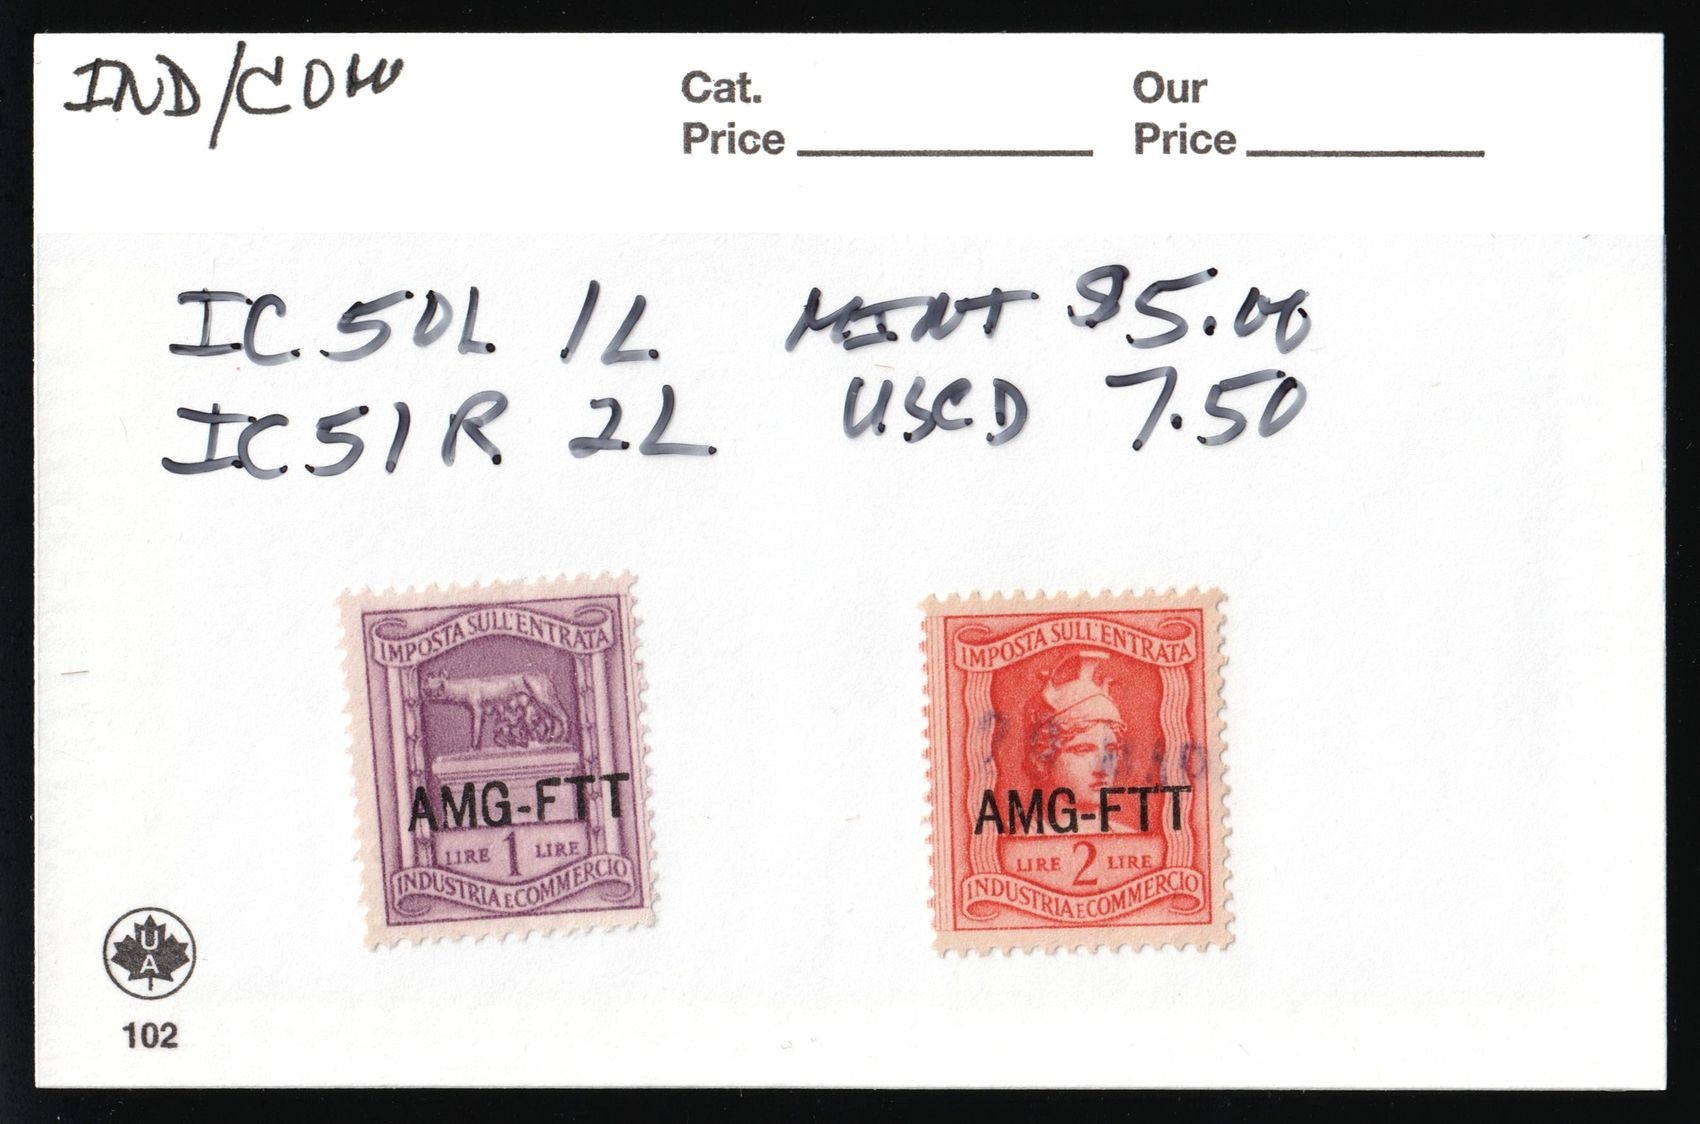 IND/COM
Cat.
Price
Our
Price
IC 50L 1L MINT $5.00
IC 51R 2L USED 7.50
IMPOSTA SULL'ENTRATA
AMG-FTT
LIRE 1 LIRE
INDUSTRIA E COMMERCIO
IMPOSTA SULL'ENTRATA
AMG-FTT
LIRE 2 LIRE
INDUSTRIA E COMMERCIO
U
A
102